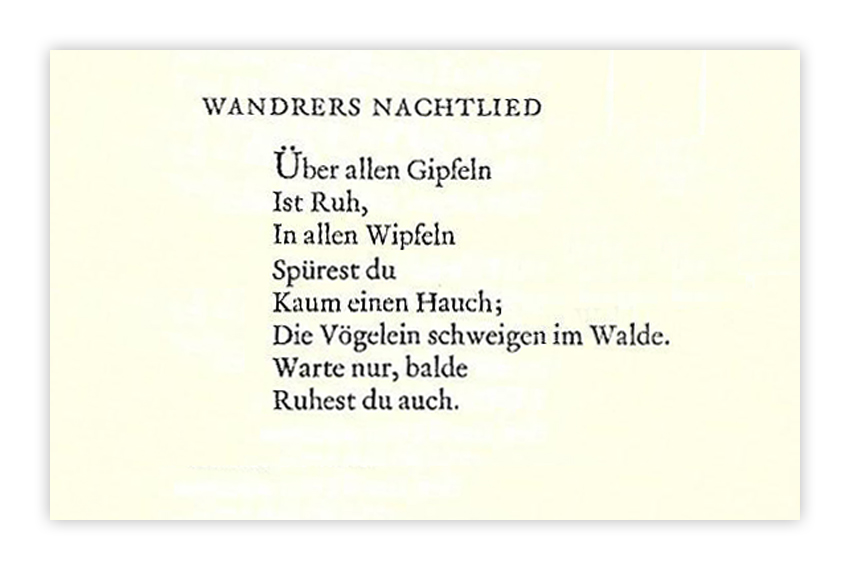 WANDRERS NACHTLIED
Über allen Gipfeln
Ist Ruh,
In allen Wipfeln
Spürest du
Kaum einen Hauch;
Die Vögelein schweigen im Walde.
Warte nur, balde
Ruhest du auch.